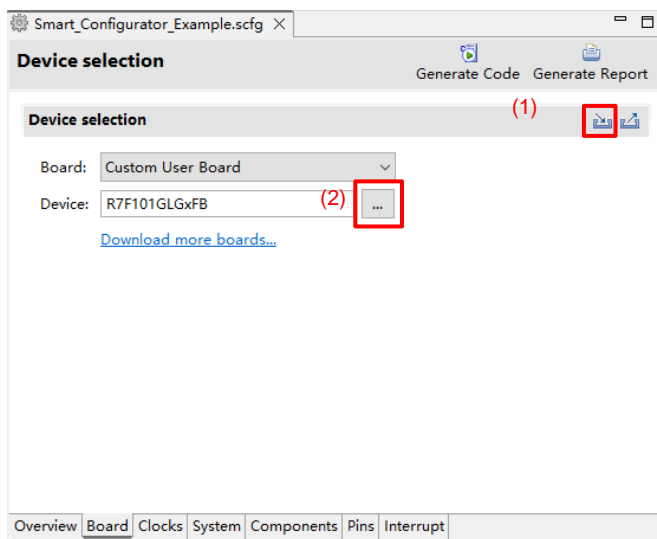 Smart_Configurator_Example.scfg
Device selection
Generate Code Generate Report
(1)
Device selection
Board: Custom User Board
Device: R7F101GLGxFB (2) ...
Download more boards...
Overview Board Clocks System Components Pins Interrupt